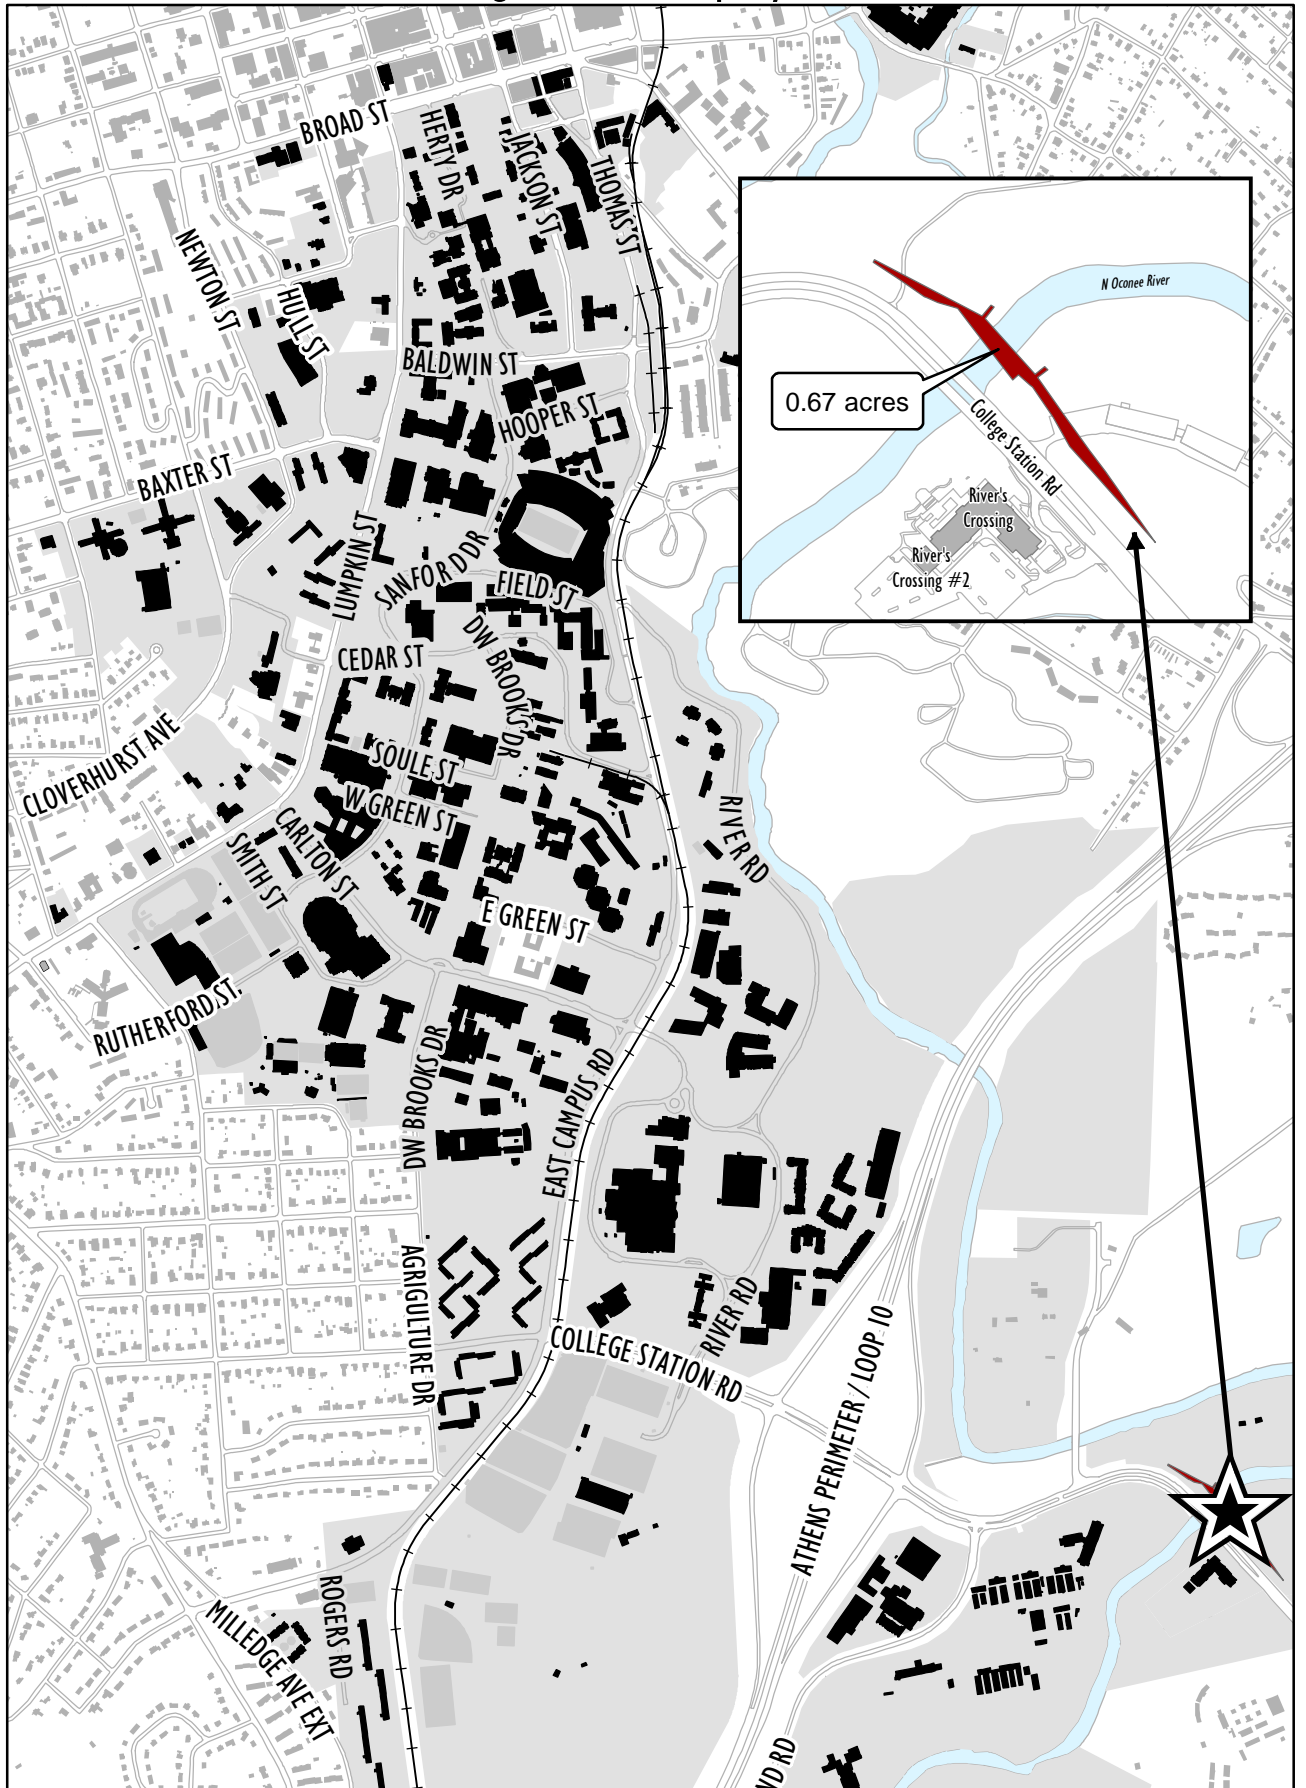 BROAD ST
HERTY DR
JACKSON ST
THOMAS ST
NEWTON ST
HULL ST
BALDWIN ST
HOOPER ST
BAXTER ST
LUMPKIN ST
SANFORD DR
FIELD ST
CEDAR ST
DW BROOKS DR
CLOVERHURST AVE
SOULE ST
W GREEN ST
CARLTON ST
SMITH ST
RIVER RD
E GREEN ST
RUTHERFORD ST
DW BROOKS DR
EAST CAMPUS RD
AGRIGULTURE DR
RIVER RD
COLLEGE STATION RD
ATHENS PERIMETER / LOOP 10
ROGERS RD
MILLEDGE AVE EXT
ND RD
N Oconee River
0.67 acres
College Station Rd
River's
Crossing
River's
Crossing #2